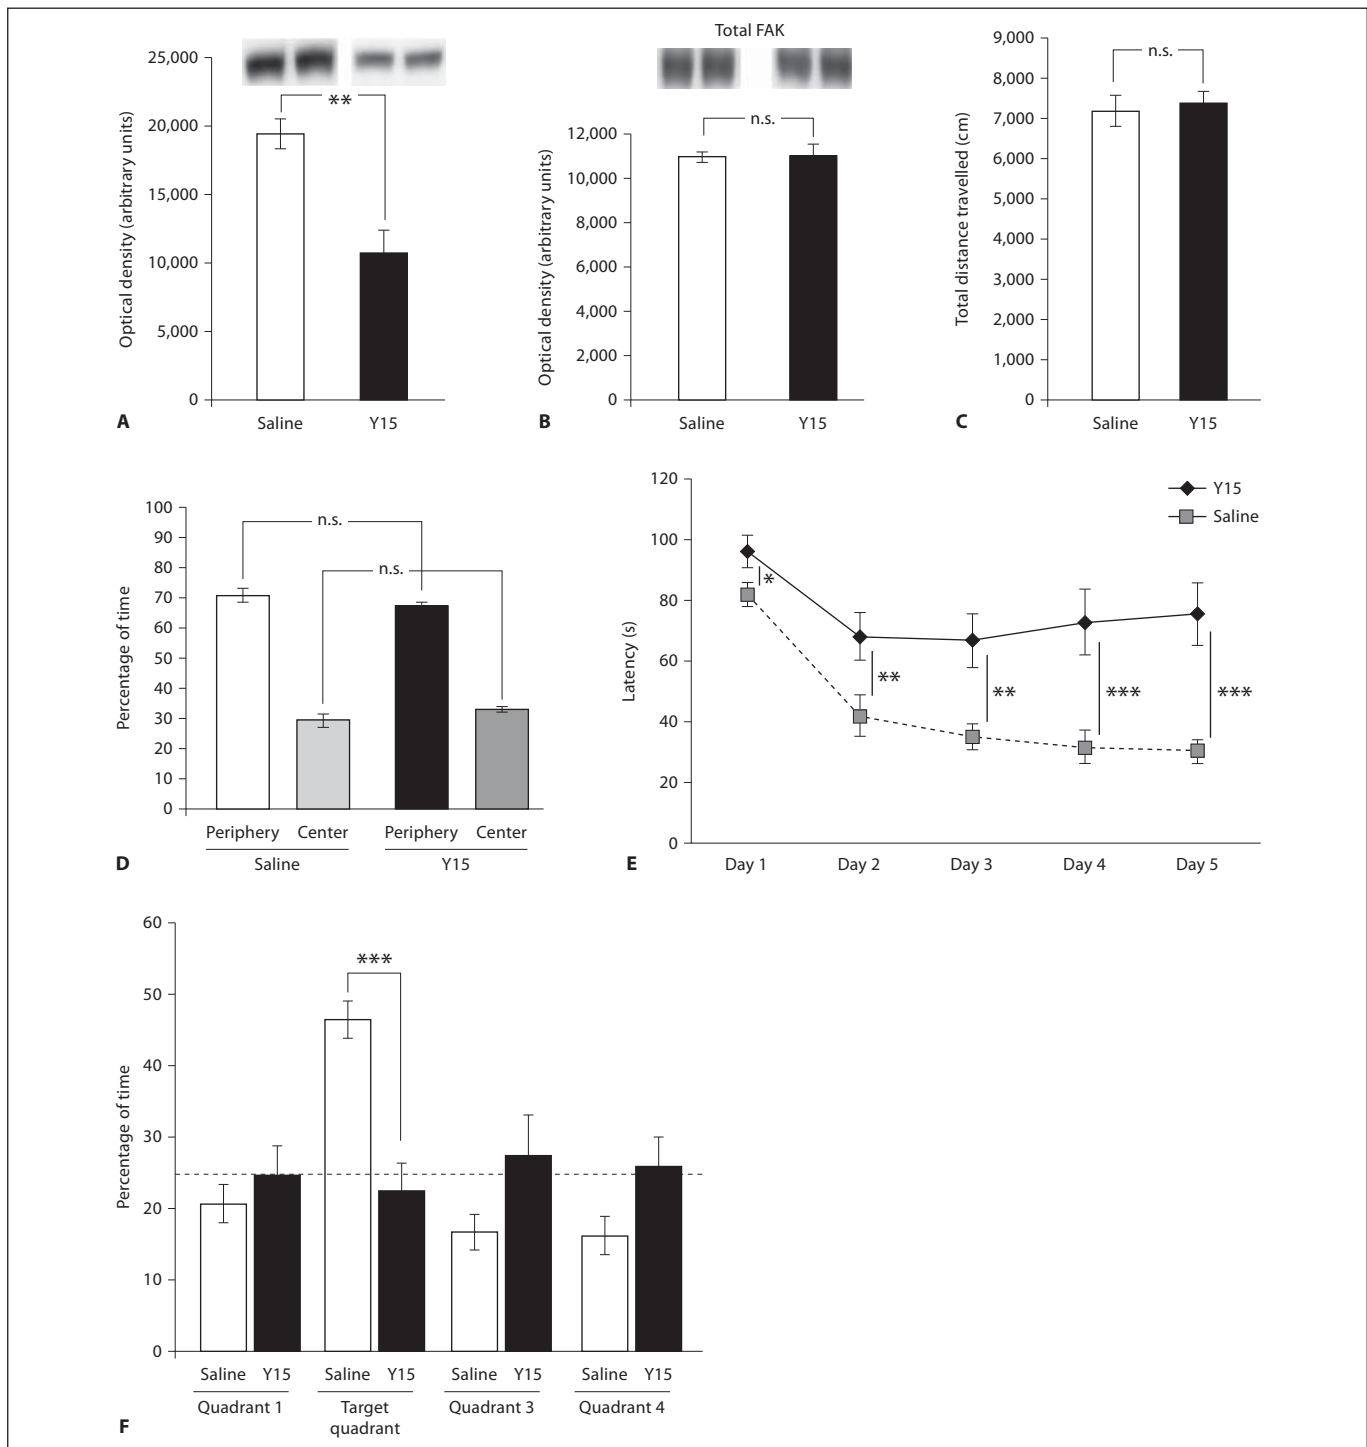 25,000
20,000
15,000
10,000
5,000
0
Optical density (arbitrary units)
**
Saline Y15
A
Total FAK
12,000
10,000
8,000
6,000
4,000
2,000
0
Optical density (arbitrary units)
n.s.
Saline Y15
B
9,000
8,000
7,000
6,000
5,000
4,000
3,000
2,000
1,000
0
Total distance travelled (cm)
n.s.
Saline Y15
C
100
90
80
70
60
50
40
30
20
10
0
Percentage of time
n.s.
n.s.
Periphery Center Periphery Center
Saline Y15
D
120
100
80
60
40
20
0
Latency (s)
Y15
Saline
*
**
**
***
***
Day 1 Day 2 Day 3 Day 4 Day 5
E
60
50
40
30
20
10
0
Percentage of time
***
Saline Y15 Saline Y15 Saline Y15 Saline Y15
Quadrant 1 Target quadrant Quadrant 3 Quadrant 4
F